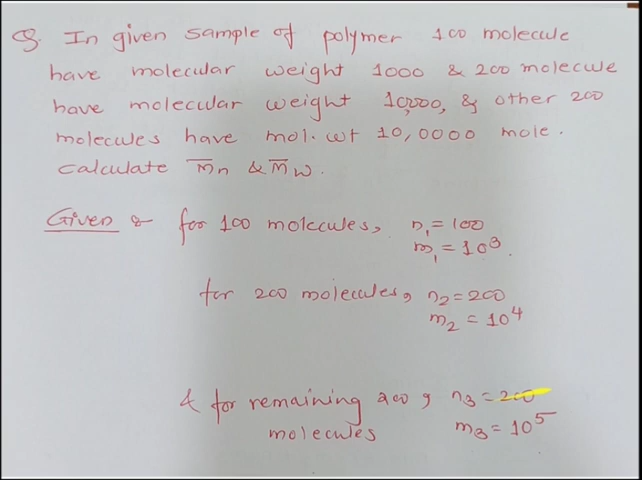 Q. In given sample of polymer 100 molecule
have molecular weight 1000 & 200 molecule
have molecular weight 10,000, & other 200
molecules have mol. wt 10,0000 mole.
Calculate M̅n & M̅w.
Given :- for 100 molecules, n₁ = 100
m₁ = 10³.
for 200 molecules, n₂ = 200
m₂ = 10⁴
& for remaining 200, n₃ = 200
molecules m₃ = 10⁵